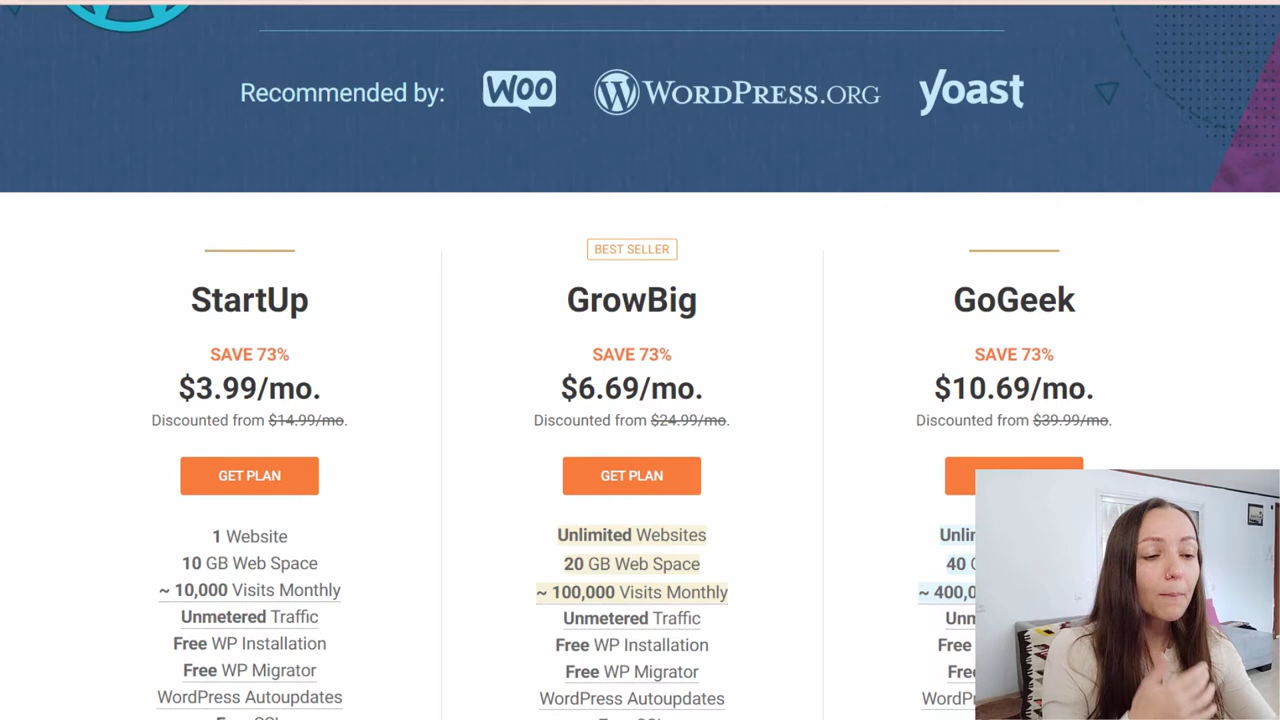 Recommended by: WOO WORDPRESS.ORG yoast
StartUp
SAVE 73%
$3.99/mo.
Discounted from $14.99/mo.
GET PLAN
1 Website
10 GB Web Space
~ 10,000 Visits Monthly
Unmetered Traffic
Free WP Installation
Free WP Migrator
WordPress Autoupdates
BEST SELLER
GrowBig
SAVE 73%
$6.69/mo.
Discounted from $24.99/mo.
GET PLAN
Unlimited Websites
20 GB Web Space
~ 100,000 Visits Monthly
Unmetered Traffic
Free WP Installation
Free WP Migrator
WordPress Autoupdates
GoGeek
SAVE 73%
$10.69/mo.
Discounted from $39.99/mo.
40
Free